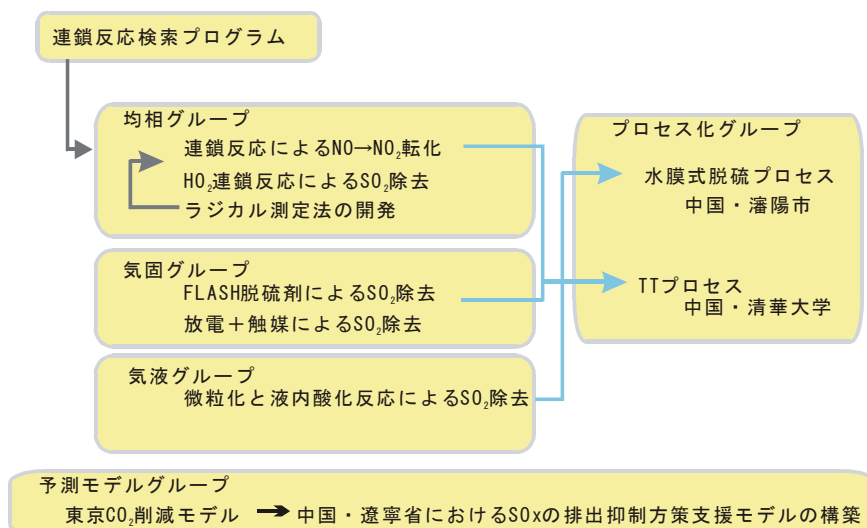 連鎖反応検索プログラム
均相グループ
連鎖反応によるNO→NO₂転化
HO₂連鎖反応によるSO₂除去
ラジカル測定法の開発
気固グループ
FLASH脱硫剤によるSO₂除去
放電＋触媒によるSO₂除去
気液グループ
微粒化と液内酸化反応によるSO₂除去
プロセス化グループ
水膜式脱硫プロセス
中国・瀋陽市
TTプロセス
中国・清華大学
予測モデルグループ
東京CO₂削減モデル → 中国・遼寧省におけるSOxの排出抑制方策支援モデルの構築